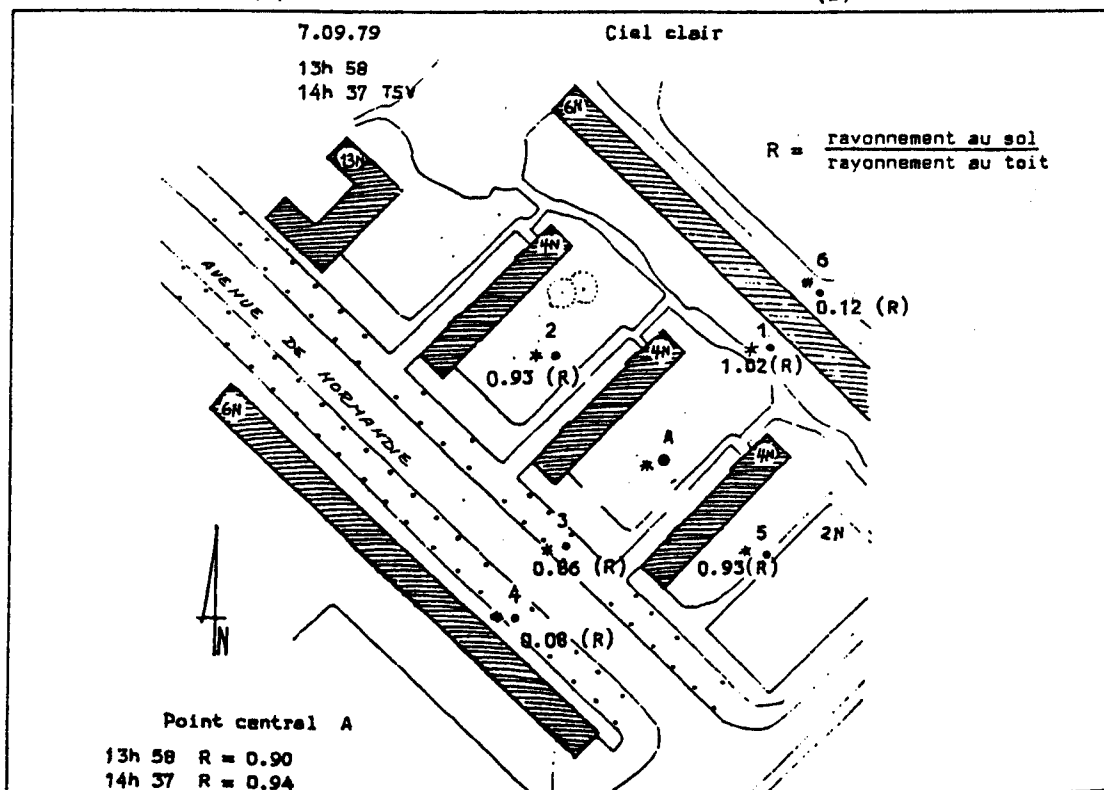 7.09.79
Ciel clair
13h 58
14h 37 TSV
R = ravonnement au sol
rayonnement au toit
6N
13N
4N
6
0.12 (R)
AVENUE DE NORMANDIE
2
0.93 (R)
4N
1
1.02(R)
6N
A
4N
3
0.86 (R)
5
0.93(R)
2N
4
0.08 (R)
N
Point central A
13h 58 R = 0.90
14h 37 R = 0.94